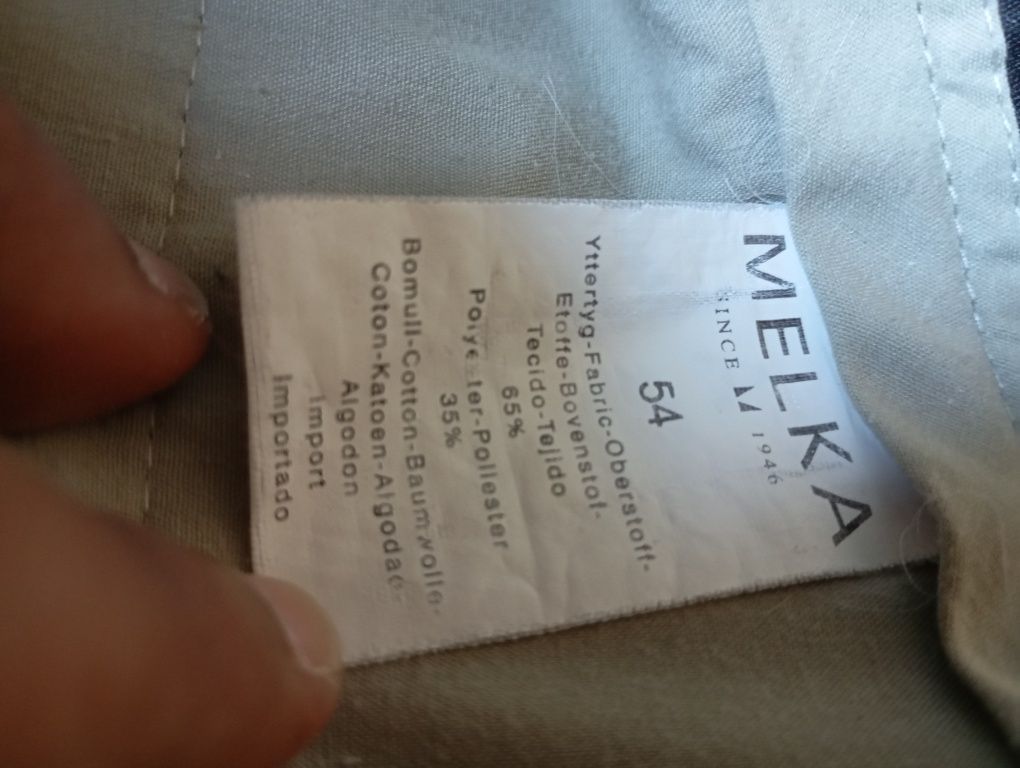 MELKA
SINCE M 1946
54
Yttertyg-Fabric-Oberstoff-
Etoffe-Bovenstof-
Tecido-Tejido
65%
Polyester-Poliester
35%
Bomull-Cotton-Baumwolle-
Coton-Katoen-Algodao-
Algodon
Import
Importado